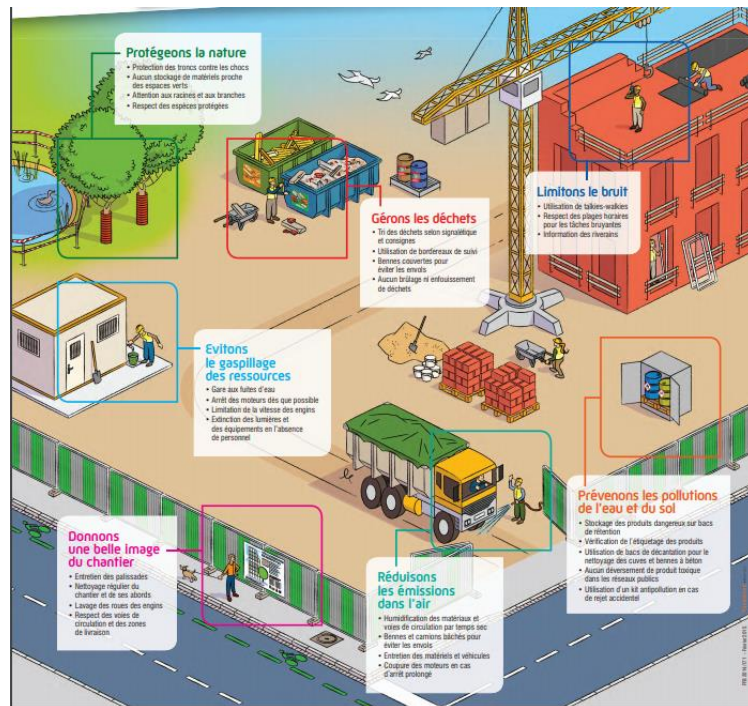 Protégeons la nature
• Protection des troncs contre les chocs
• Aucun stockage de matériels proche
des espaces verts
• Attention aux racines et aux branches
• Respect des espèces protégées
Gérons les déchets
• Tri des déchets selon signalétique
et consignes
• Utilisation de bordereaux de suivi
• Bennes couvertes pour
éviter les envols
• Aucun brûlage ni enfouissement
de déchets
Limitons le bruit
• Utilisation de talkies-walkies
• Respect des plages horaires
pour les tâches bruyantes
• Information des riverains
Evitons
le gaspillage
des ressources
• Gare aux fuites d'eau
• Arrêt des moteurs dès que possible
• Limitation de la vitesse des engins
• Extinction des lumières et
des équipements en l'absence
de personnel
Prévenons les pollutions
de l'eau et du sol
• Stockage des produits dangereux sur bacs
de rétention
• Vérification de l'étiquetage des produits
• Utilisation de bacs de décantation pour le
nettoyage des cuves et bennes à béton
• Aucun déversement de produit toxique
dans les réseaux publics
• Utilisation d'un kit antipollution en cas
de rejet accidentel
Donnons
une belle image
du chantier
• Entretien des palissades
• Nettoyage régulier du
chantier et de ses abords
• Lavage des roues des engins
• Respect des voies de
circulation et des zones
de livraison
Réduisons
les émissions
dans l'air
• Humidification des matériaux et
voies de circulation par temps sec
• Bennes et camions bâchés pour
éviter les envols
• Entretien des matériels et véhicules
• Coupure des moteurs en cas
d'arrêt prolongé